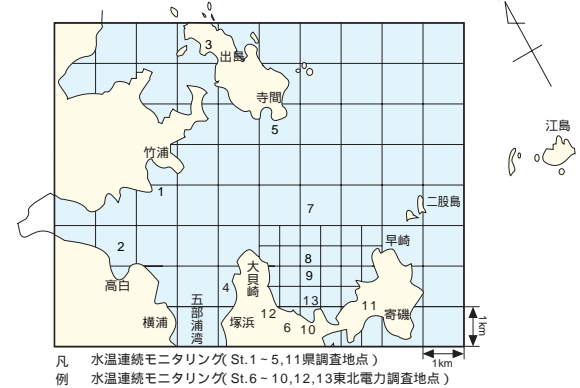 3
出島
寺間
5
江島
竹浦
1
二股島
7
早崎
2
8
大貝崎
9
高白
4
五部浦湾
13
11
12
寄磯
横浦
塚浜
6
10
1km
1km
凡 水温連続モニタリング(St.1~5,11県調査地点)
例 水温連続モニタリング(St.6~10,12,13東北電力調査地点)